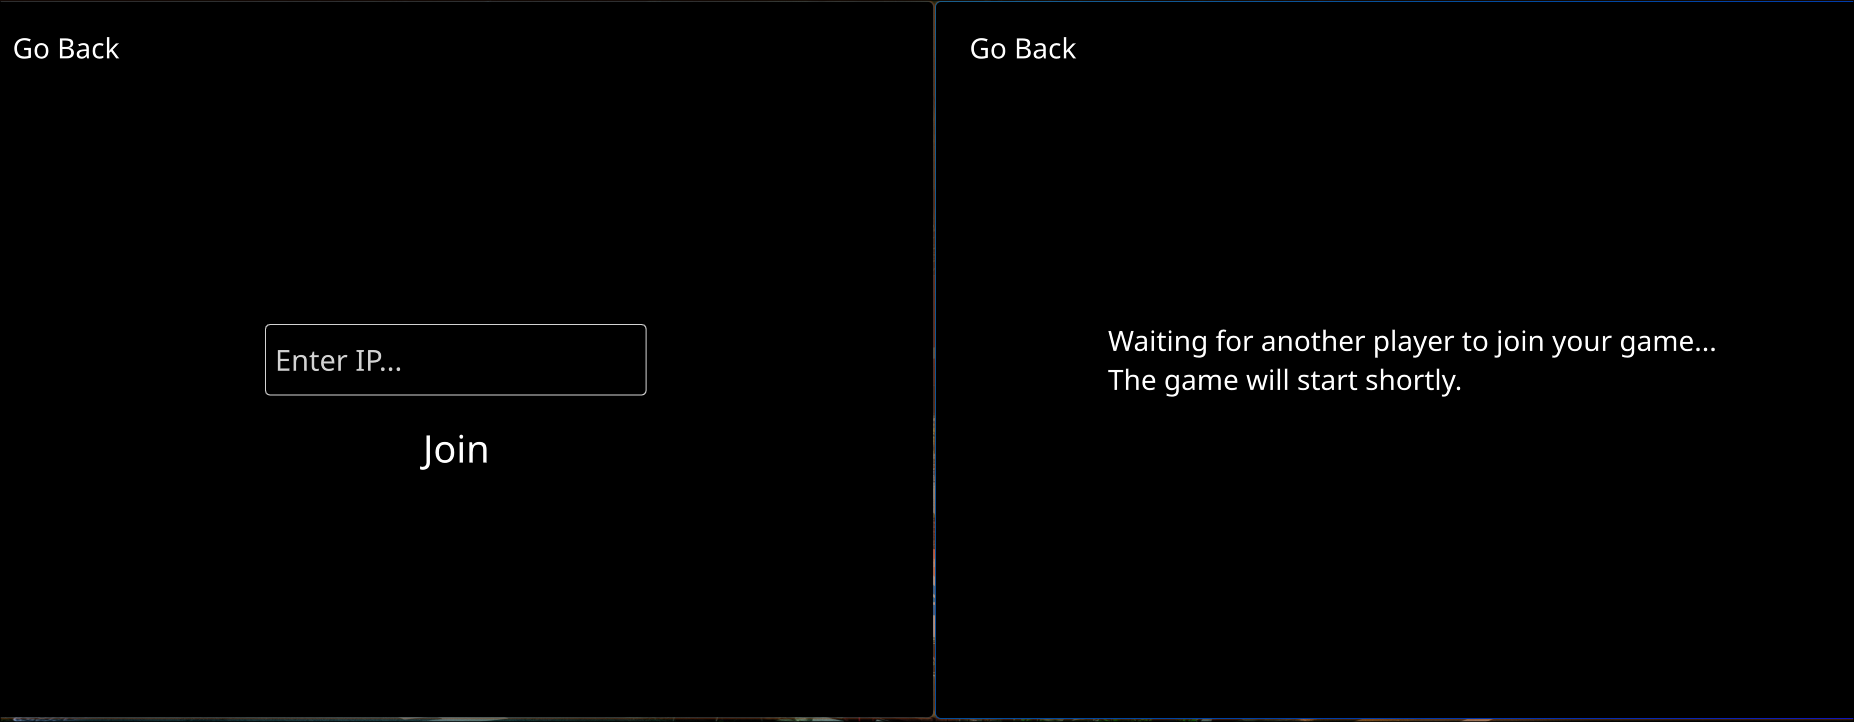 Go Back
Enter IP...
Join
Go Back
Waiting for another player to join your game...
The game will start shortly.